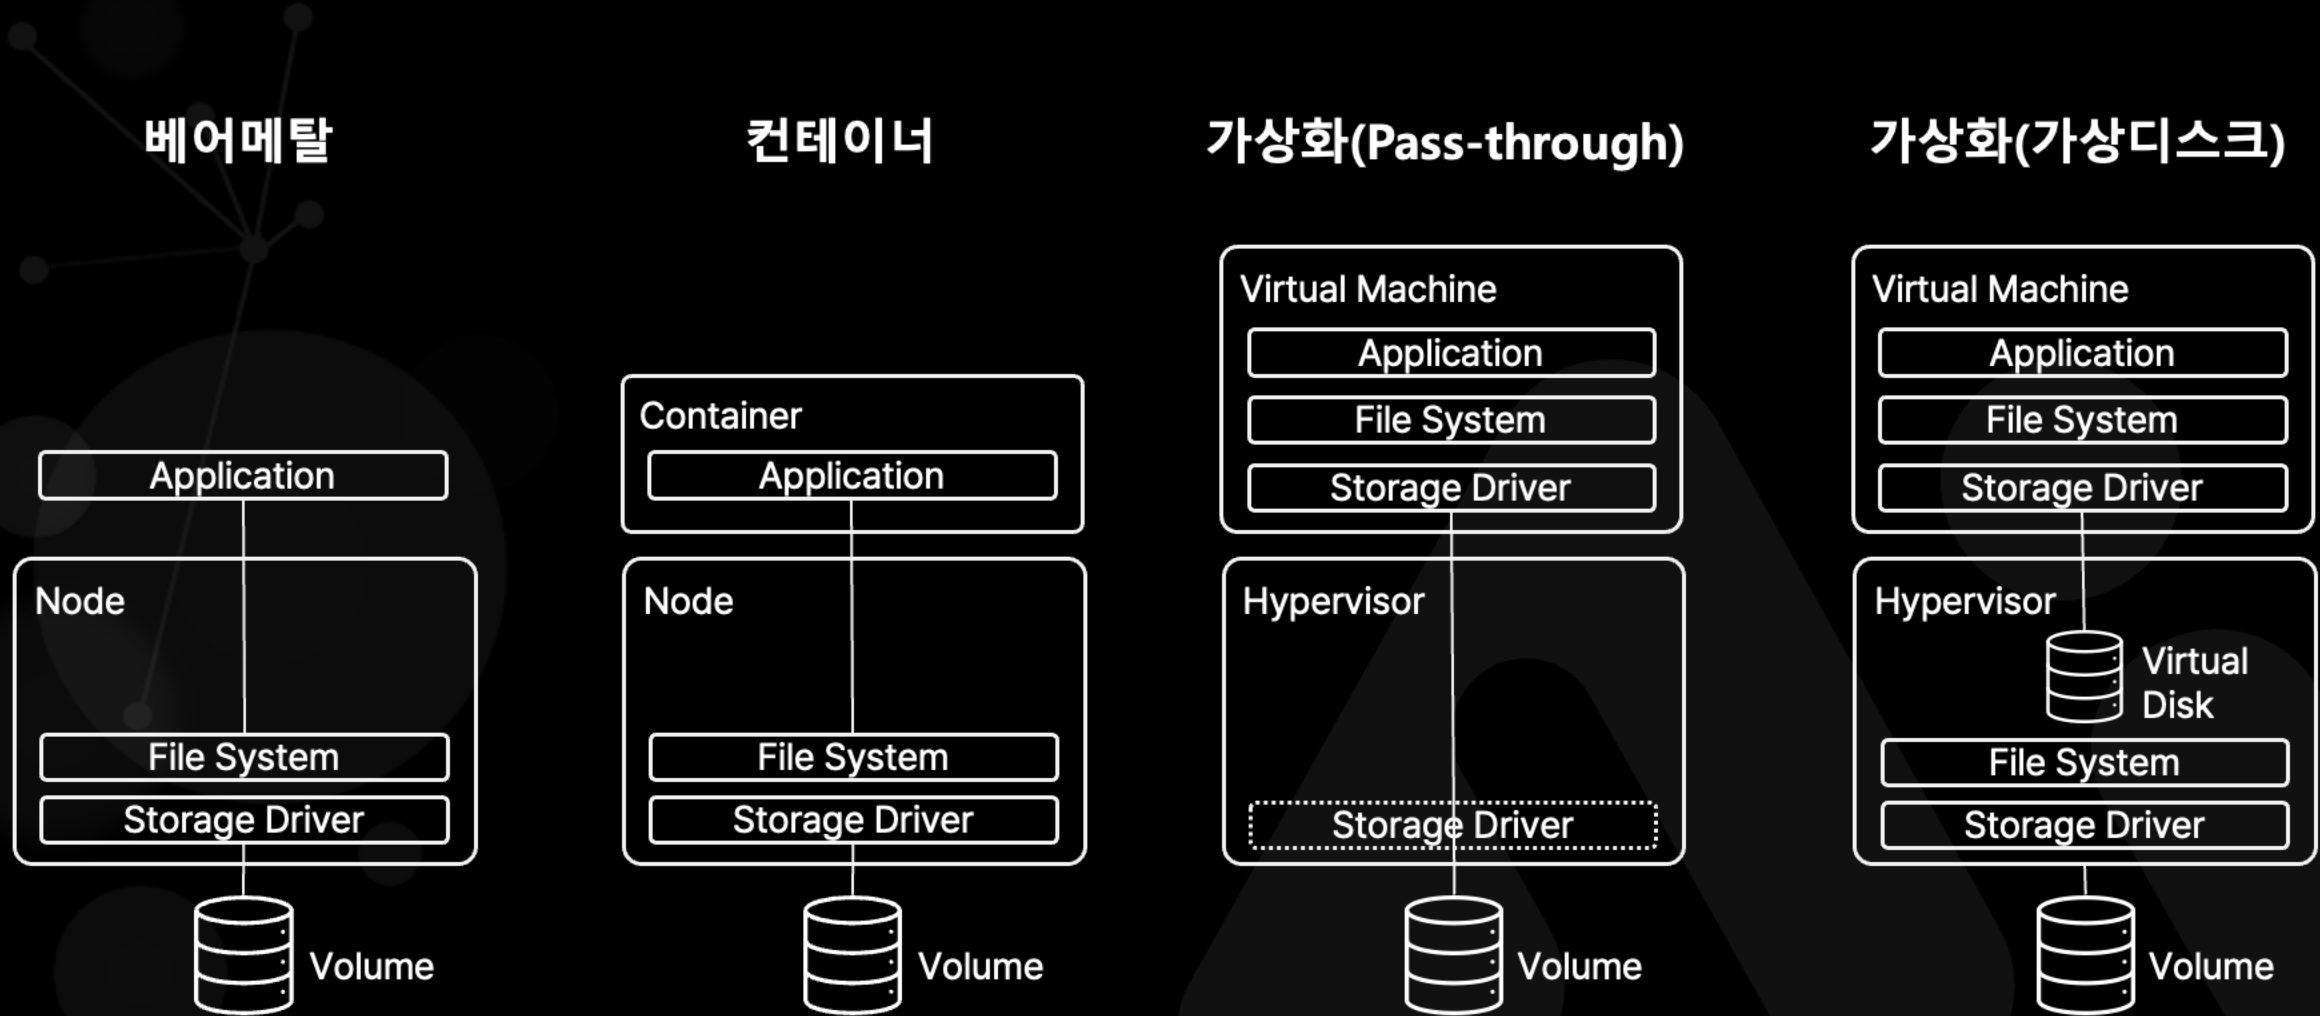 베어메탈
Application
Node
File System
Storage Driver
Volume
컨테이너
Container
Application
Node
File System
Storage Driver
Volume
가상화(Pass-through)
Virtual Machine
Application
File System
Storage Driver
Hypervisor
Storage Driver
Volume
가상화(가상디스크)
Virtual Machine
Application
File System
Storage Driver
Hypervisor
Virtual
Disk
File System
Storage Driver
Volume